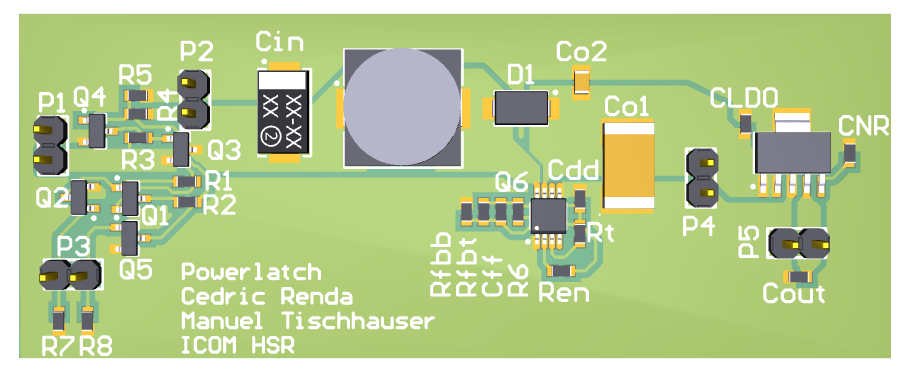 Cin
P2
Co2
D1
R5
Q4
P1
R4
Co1
CLDO
CNR
R3
Q3
Cdd
R1
Q6
Q2
R2
Q1
P4
P3
Rt
P5
Q5
Rfbb
Rfbt
Cff
R6
Ren
Cout
XX-XX
XX 2
Powerlatch
Cedric Renda
Manuel Tischhauser
ICOM HSR
R7 R8